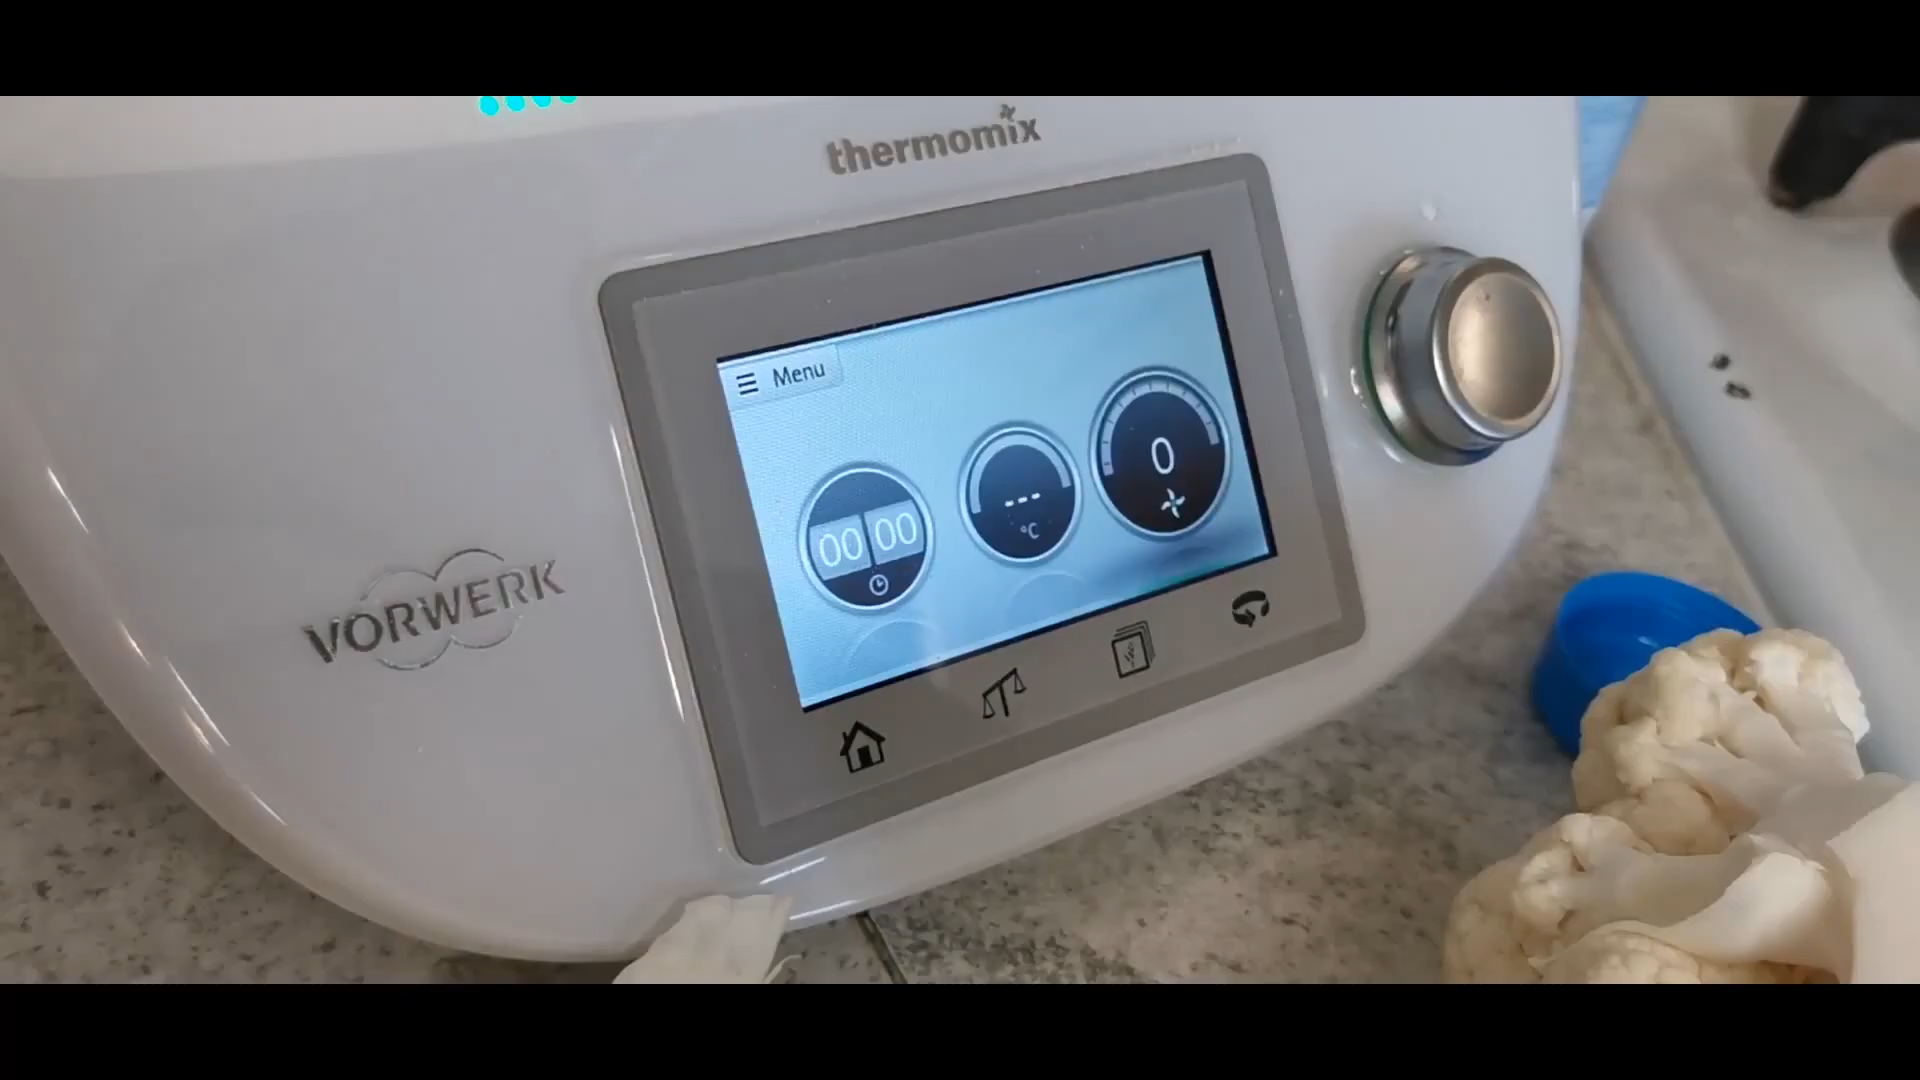 thermomix
Menu
00 00
---
°C
0
VORWERK